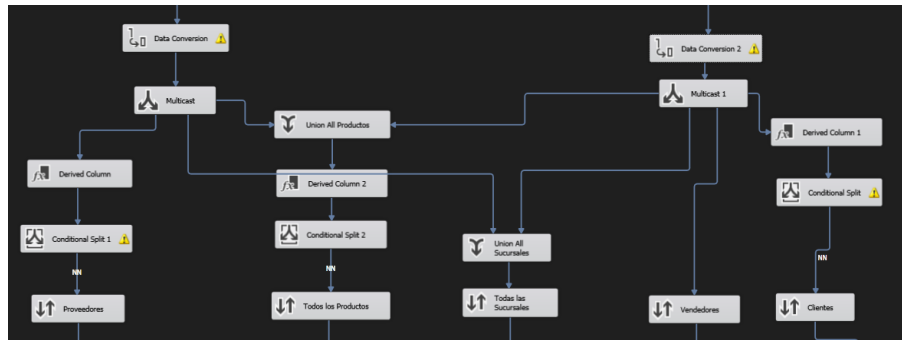 Data Conversion
Data Conversion 2
Multicast
Multicast 1
Union All Productos
Derived Column 1
Derived Column
Derived Column 2
Conditional Split
Conditional Split 1
Conditional Split 2
Union All
Sucursales
NN
NN
NN
Proveedores
Todos los Productos
Todas las
Sucursales
Vendedores
Clientes